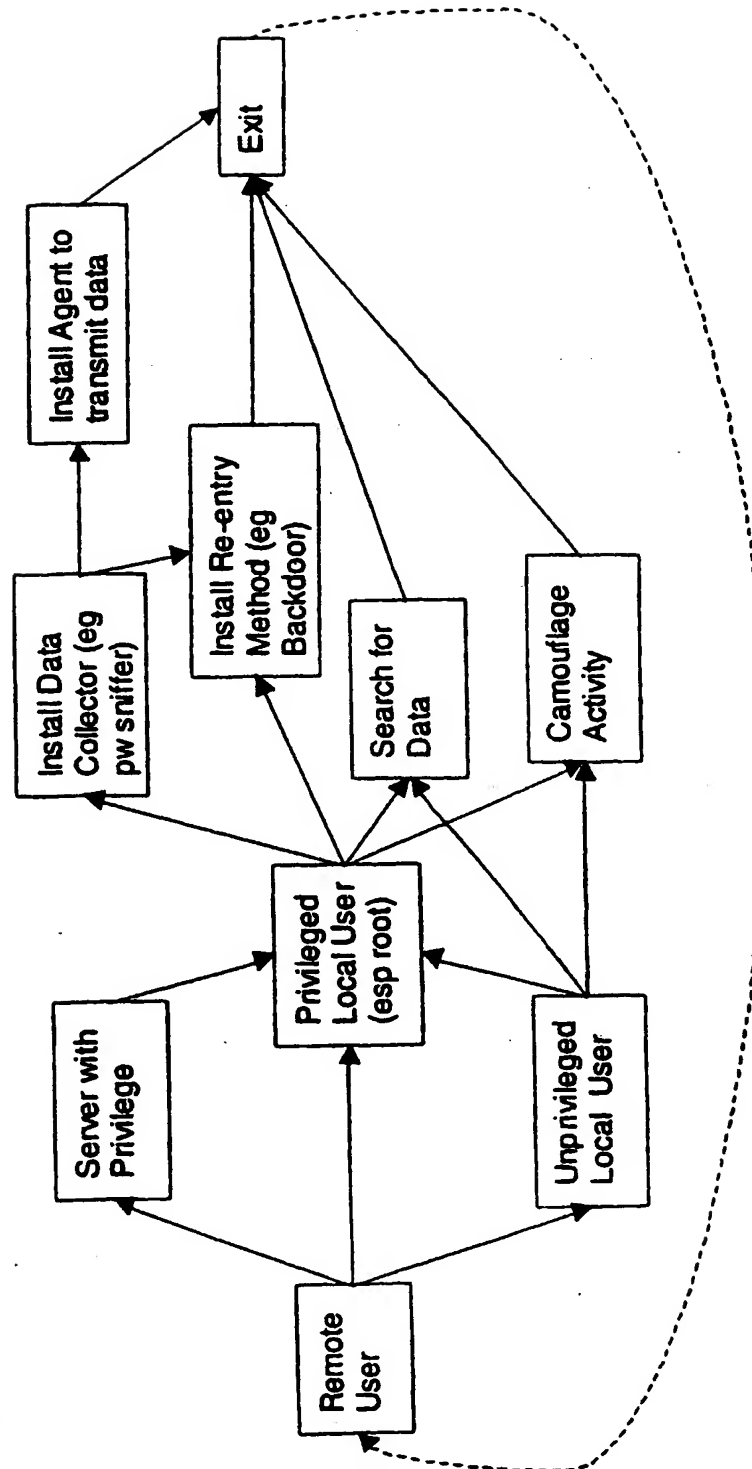 Remote
User
Server with
Privilege
Privileged
Local User
(esp root)
Unprivileged
Local User
Install Data
Collector (eg
pw sniffer)
Install Re-entry
Method (eg
Backdoor)
Search for
Data
Camouflage
Activity
Install Agent to
transmit data
Exit